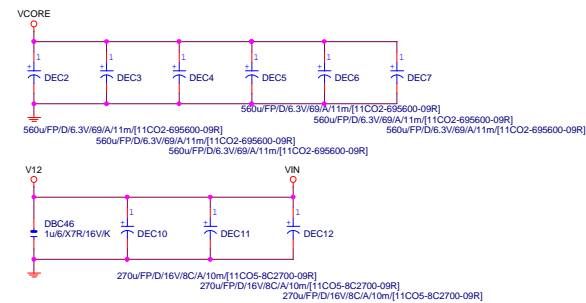 VCORE
1 1 1 1 1 1
+ + + + + +
DEC2 DEC3 DEC4 DEC5 DEC6 DEC7
560u/FP/D/6.3V/69/A/11m/[11CO2-695600-09R]
560u/FP/D/6.3V/69/A/11m/[11CO2-695600-09R]
560u/FP/D/6.3V/69/A/11m/[11CO2-695600-09R]
560u/FP/D/6.3V/69/A/11m/[11CO2-695600-09R]
560u/FP/D/6.3V/69/A/11m/[11CO2-695600-09R]
560u/FP/D/6.3V/69/A/11m/[11CO2-695600-09R]
V12 VIN
1 1 1
+ + +
DBC46
1u/6/X7R/16V/K
DEC10 DEC11 DEC12
270u/FP/D/16V/8C/A/10m/[11CO5-8C2700-09R]
270u/FP/D/16V/8C/A/10m/[11CO5-8C2700-09R]
270u/FP/D/16V/8C/A/10m/[11CO5-8C2700-09R]